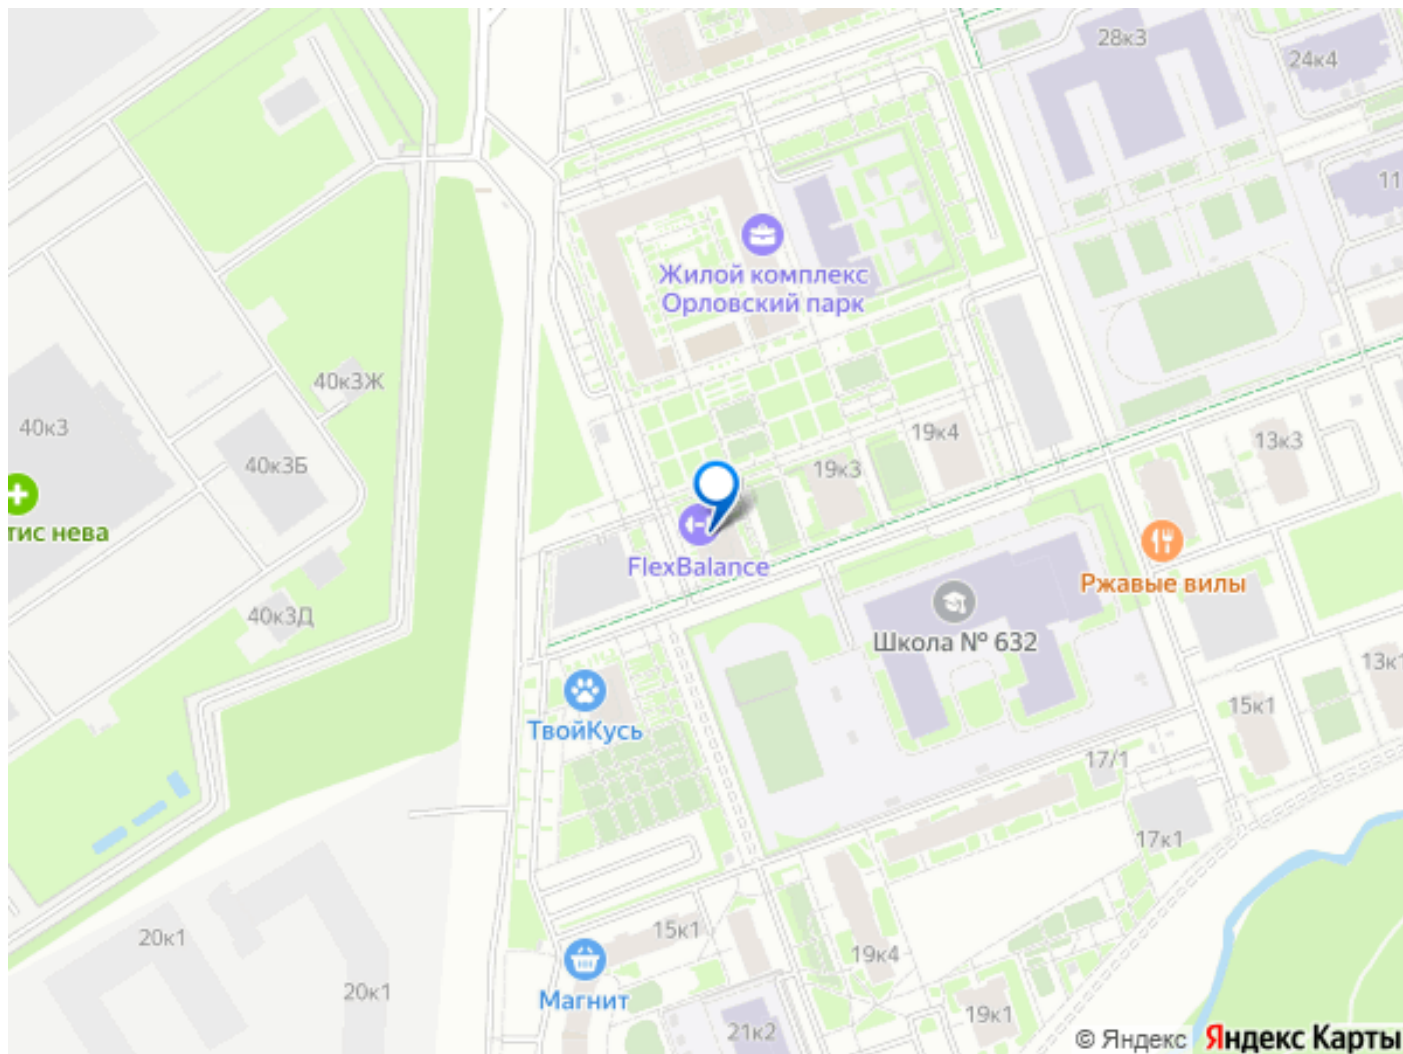 28к3
24к4
11
Жилой комплекс
Орловский парк
40к3Ж
40к3
40к3Б
19к4
19к3
13к3
тис нева
FlexBalance
Ржавые вилы
40к3Д
Школа № 632
13к1
15к1
ТвойКусь
17/1
17к1
20к1
15к1
19к4
20к1
Магнит
19к1
21к2
© Яндекс Яндекс Карты